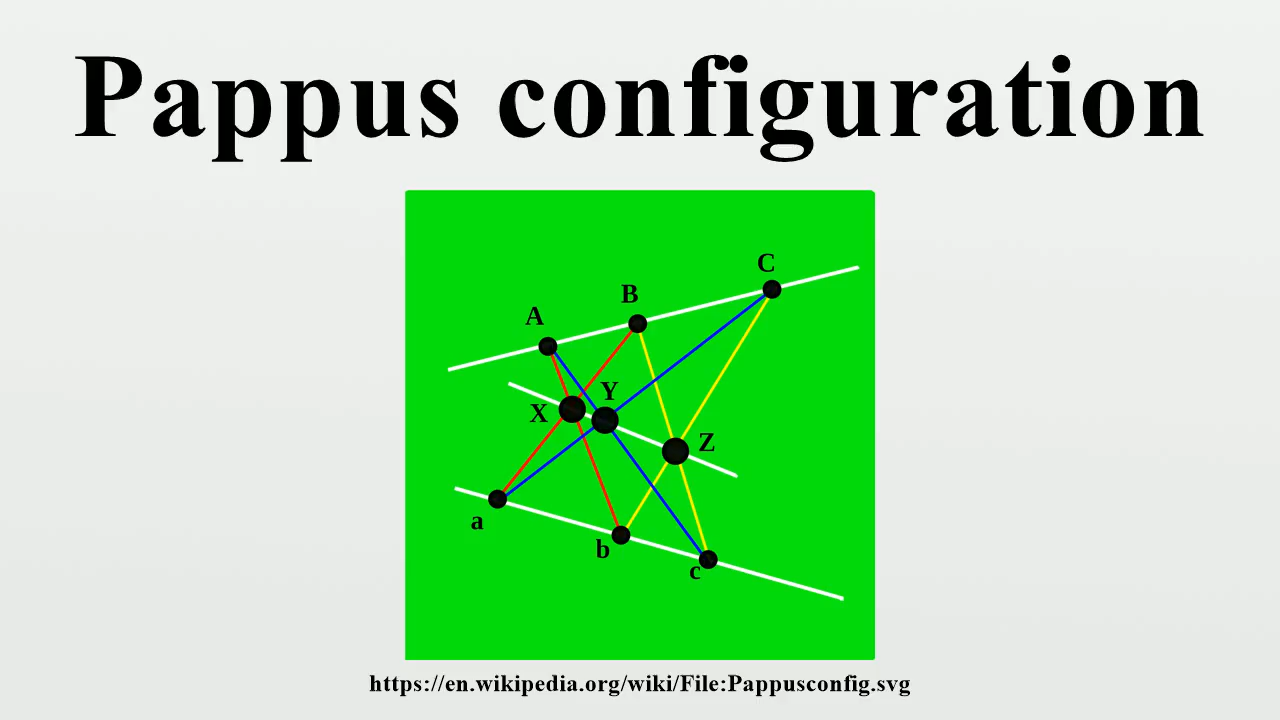 Pappus configuration
C
B
A
Y
X
Z
a
b
c
https://en.wikipedia.org/wiki/File:Pappusconfig.svg